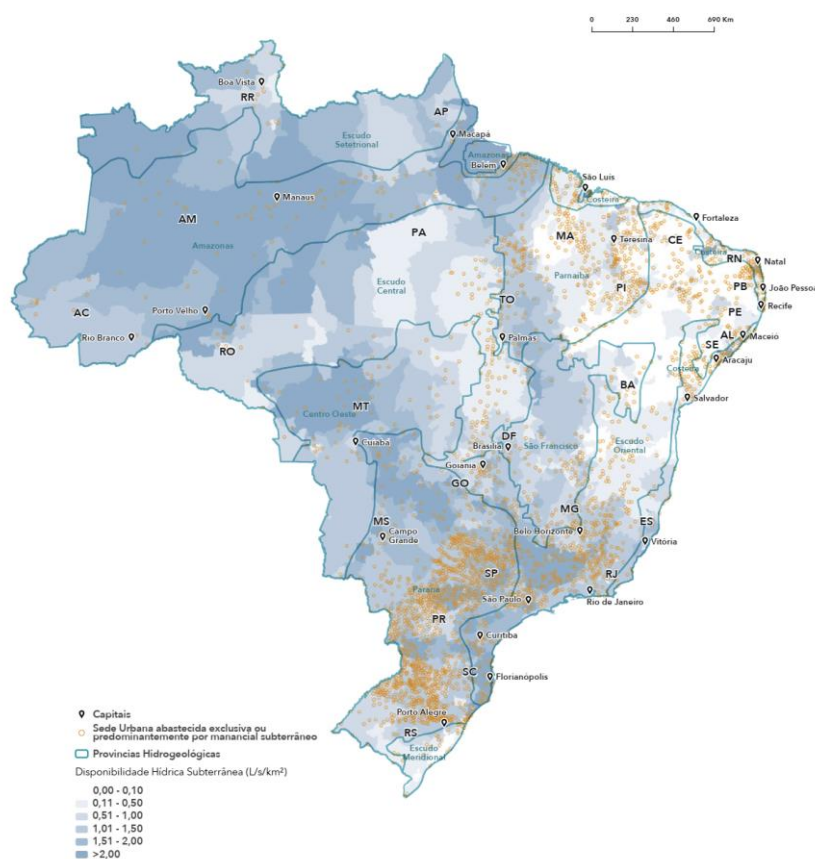 0 230 460 690 Km
Boa Vista
RR
AP
Escudo
Setetrional
Macapá
Amazonas
Belem
São Luis
Costeira
Manaus
Fortaleza
AM
Amazonas
PA
MA
Teresina
CE
Costeira
RN
Natal
Parnaíba
PI
PB
João Pessoa
Escudo
Central
Recife
PE
TO
AC
Porto Velho
Rio Branco
AL
Maceió
Palmas
SE
Aracaju
RO
Costeira
BA
Salvador
MT
Centro Oeste
DF
Cuiabá
Brasília
São Francisco
Escudo
Oriental
Goiania
GO
MG
MS
Campo
Grande
Belo Horizonte
ES
Vitória
SP
RJ
Paraná
São Paulo
Rio de Janeiro
PR
Curitiba
SC
Florianópolis
Porto Alegre
RS
Escudo
Meridional
Capitais
Sede Urbana abastecida exclusiva ou
predominantemente por manancial subterrâneo
Provincias Hidrogeológicas
Disponibilidade Hídrica Subterrânea (L/s/km²)
0,00 - 0,10
0,11 - 0,50
0,51 - 1,00
1,01 - 1,50
1,51 - 2,00
>2,00